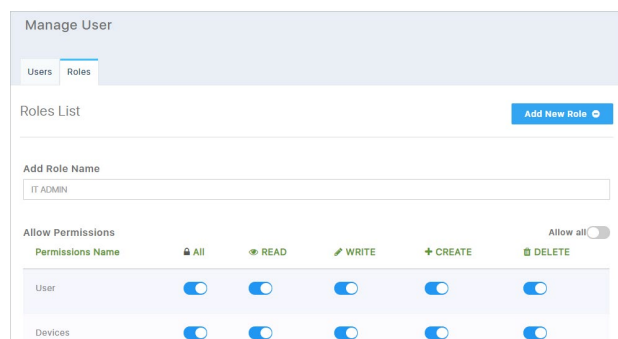 Manage User
Users Roles
Roles List
Add New Role
Add Role Name
IT ADMIN
Allow Permissions
Allow all
Permissions Name All READ WRITE CREATE DELETE
User
Devices